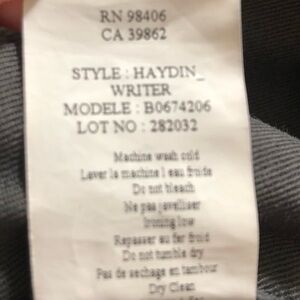 RN 98406
CA 39862
STYLE : HAYDIN_
WRITER
MODELE : B0674206
LOT NO : 282032
Machine wash cold
Laver la machine l eau froide
Do not bleach
Ne pas javelliser
Ironing low
Repasser au fer froid
Do not tumble dry
Pas de sechage en tambour
Dry Clean